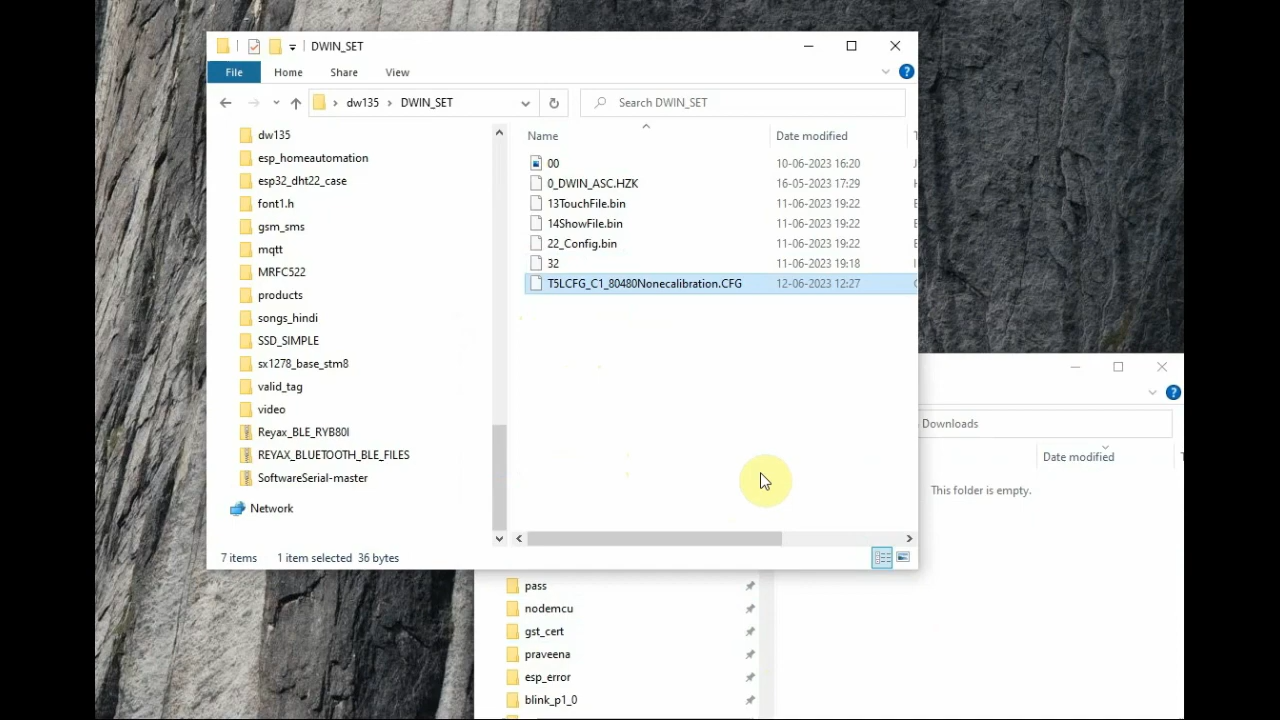 DWIN_SET
File Home Share View
dw135 DWIN_SET
Search DWIN_SET
dw135
esp_homeautomation
esp32_dht22_case
font1.h
gsm_sms
mqtt
MRFC522
products
songs_hindi
SSD_SIMPLE
sx1278_base_stm8
valid_tag
video
Reyax_BLE_RYB80I
REYAX_BLUETOOTH_BLE_FILES
SoftwareSerial-master
Network
Name Date modified
00 10-06-2023 16:20
0_DWIN_ASC.HZK 16-05-2023 17:29
13TouchFile.bin 11-06-2023 19:22
14ShowFile.bin 11-06-2023 19:22
22_Config.bin 11-06-2023 19:22
32 11-06-2023 19:18
T5LCFG_C1_80480Nonecalibration.CFG 12-06-2023 12:27
7 items 1 item selected 36 bytes
Downloads
Date modified
This folder is empty.
pass
nodemcu
gst_cert
praveena
esp_error
blink_p1_0